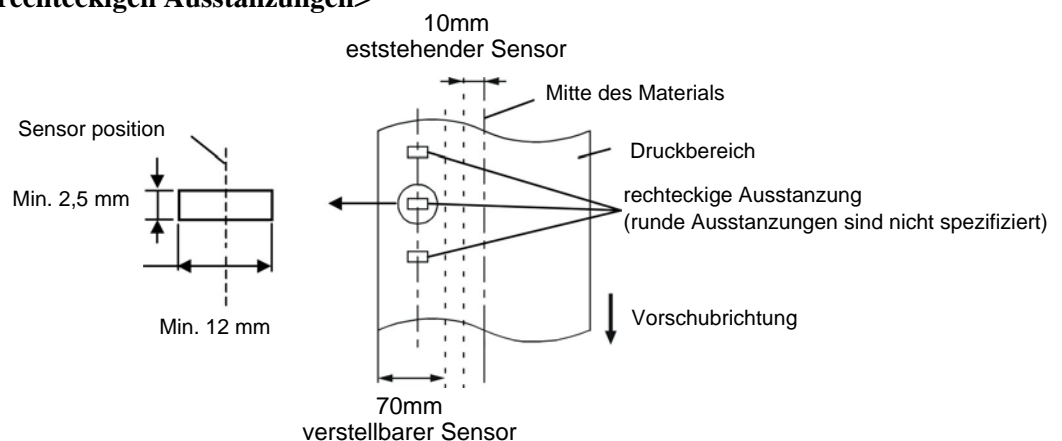 rechteckigen Ausstanzungen>
10mm
eststehender Sensor
Mitte des Materials
Sensor position
Druckbereich
Min. 2,5 mm
rechteckige Ausstanzung
(runde Ausstanzungen sind nicht spezifiziert)
Vorschubrichtung
Min. 12 mm
70mm
verstellbarer Sensor